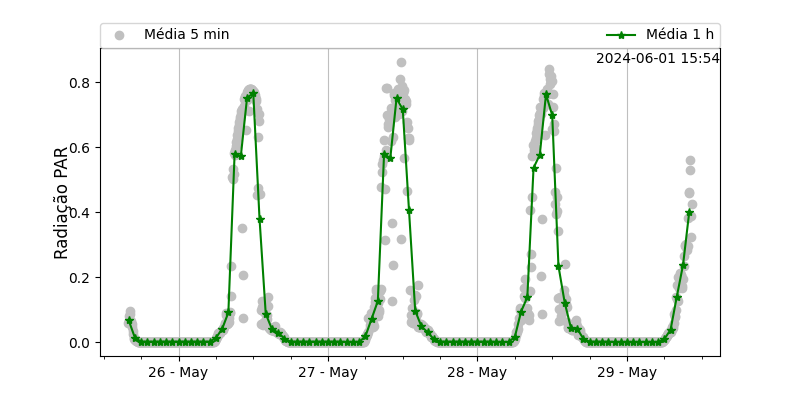 Média 5 min
Média 1 h
2024-06-01 15:54
Radiação PAR
0.8
0.6
0.4
0.2
0.0
26 - May
27 - May
28 - May
29 - May